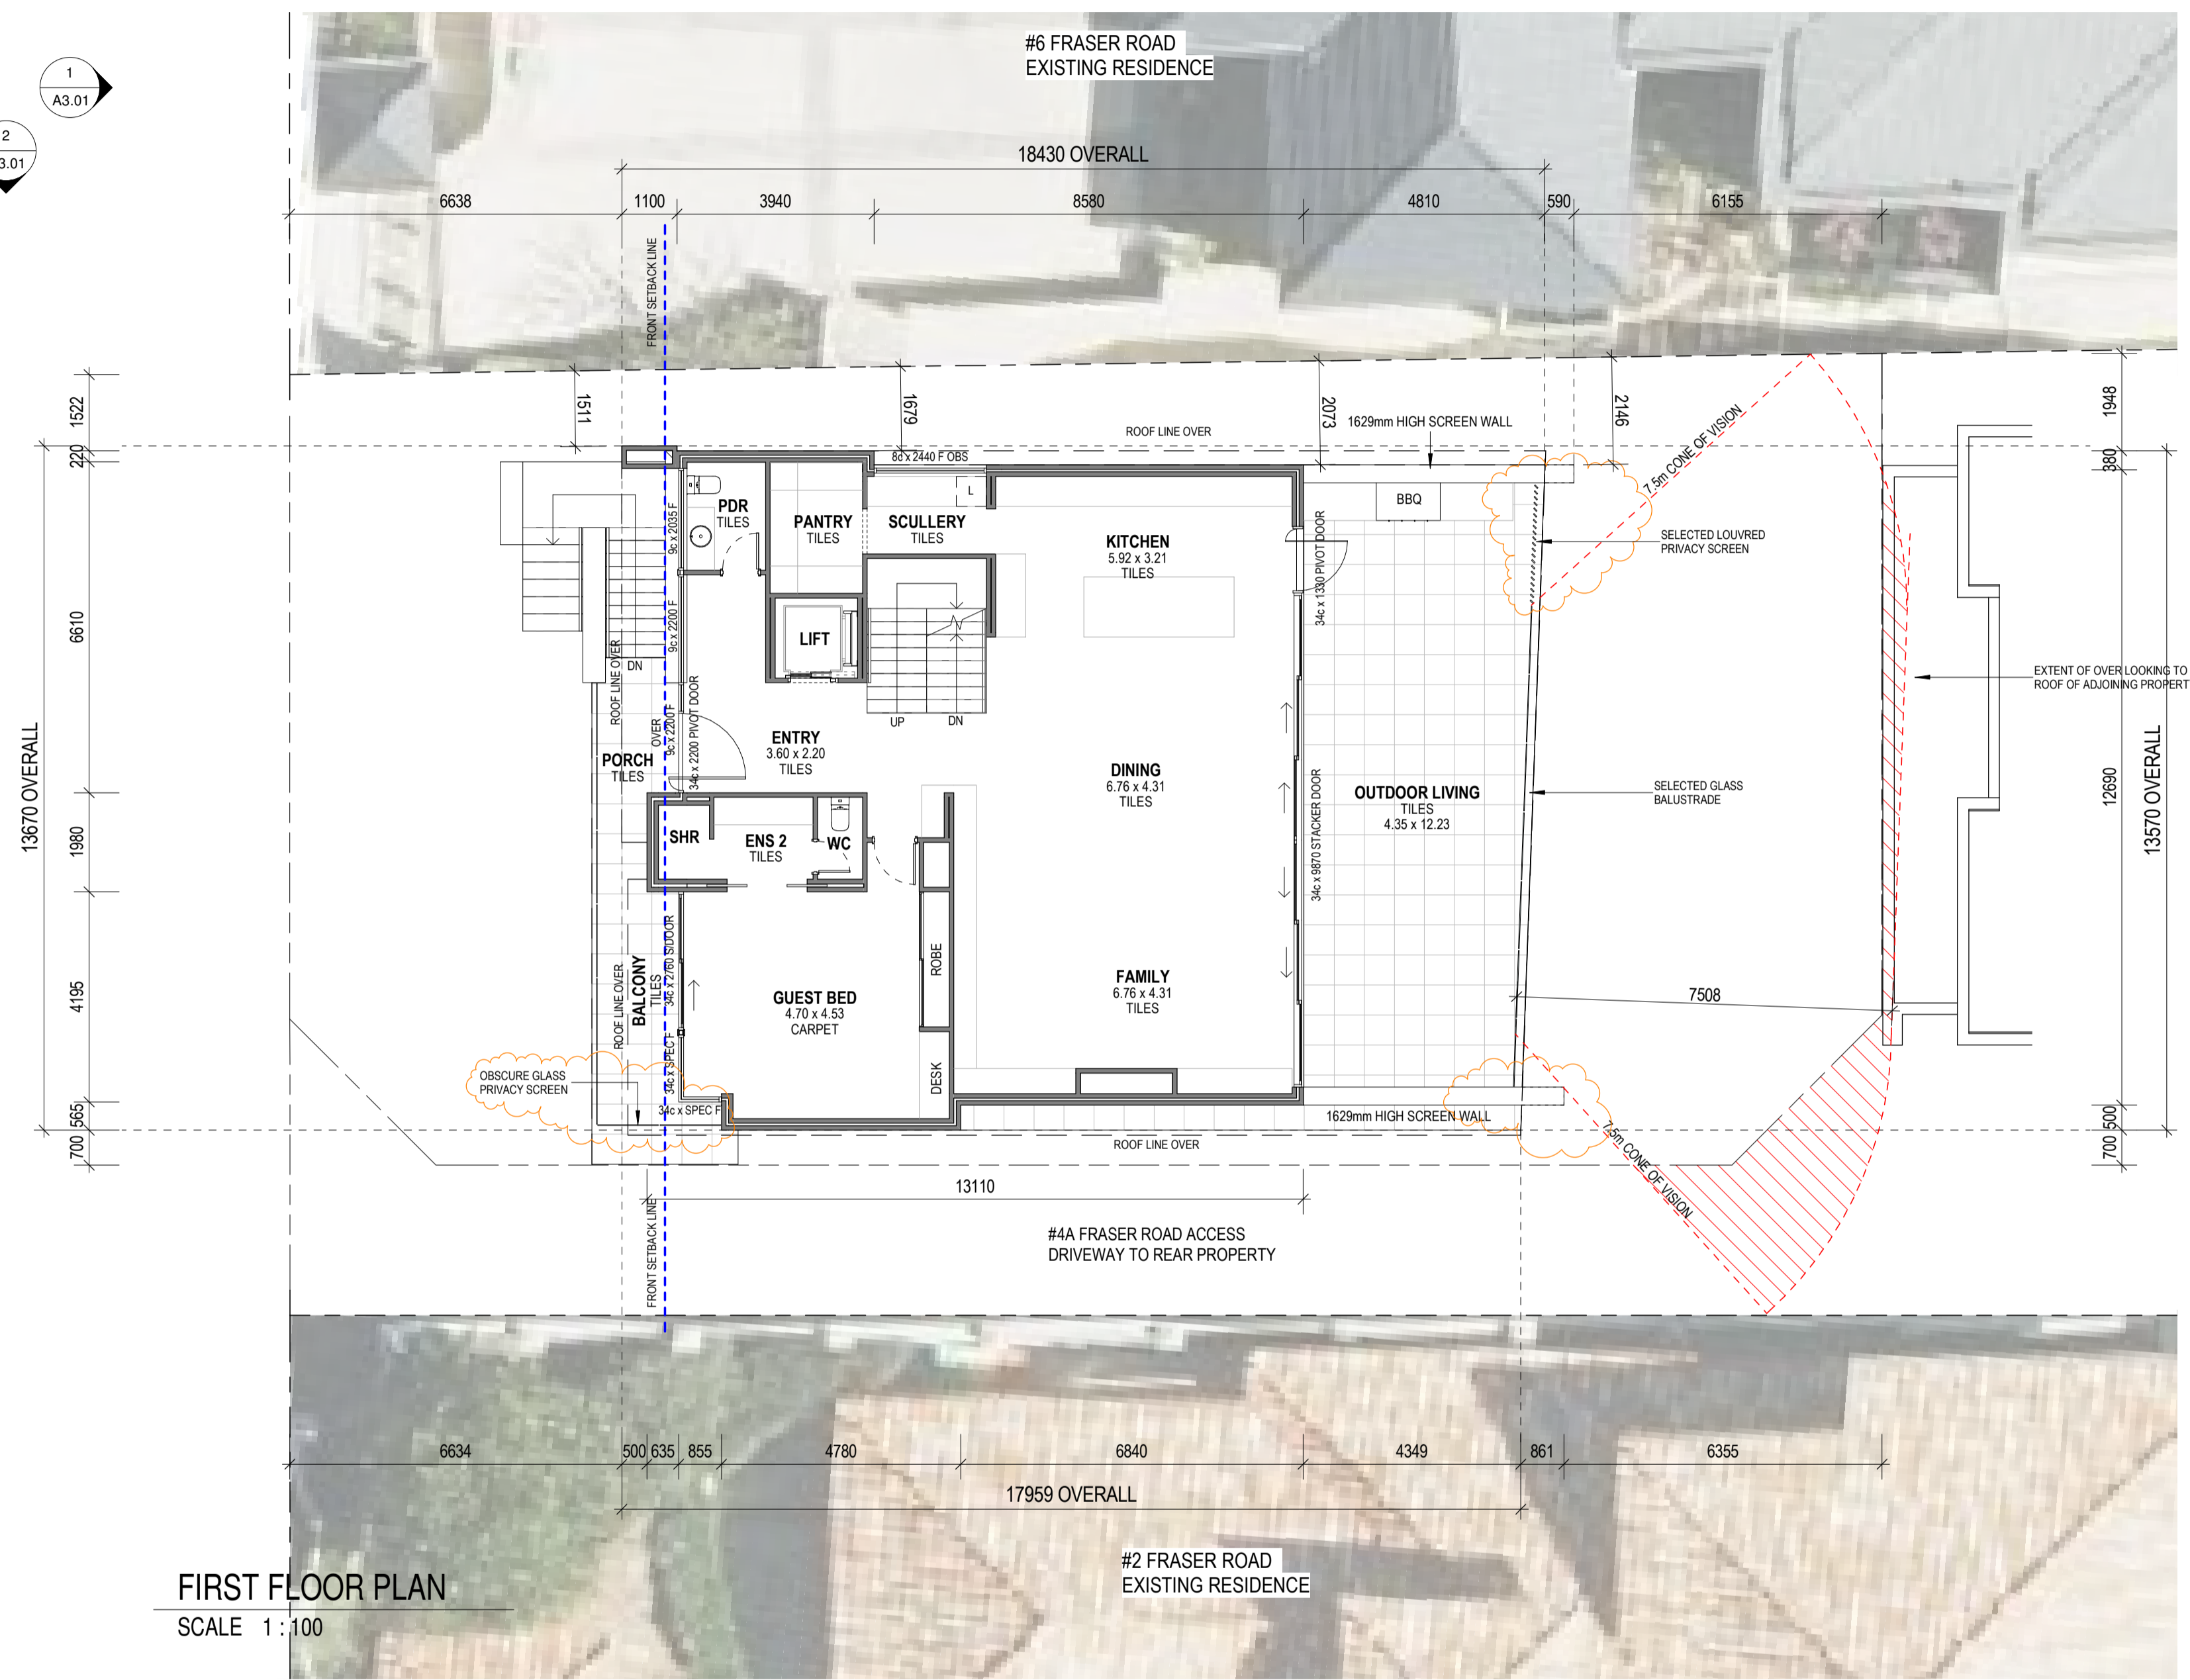 #6 FRASER ROAD
EXISTING RESIDENCE
1
A3.01
2
3.01
18430 OVERALL
6638
1100
3940
8580
4810
590
6155
FRONT SETBACK LINE
1522
220
6610
1980
4195
565
700
13670 OVERALL
1511
1679
2073
2146
1948
380
12690
500
700
13570 OVERALL
ROOF LINE OVER
1629mm HIGH SCREEN WALL
8c x 2440 F OBS
L
BBQ
7.5m CONE OF VISION
PDR
TILES
PANTRY
TILES
SCULLERY
TILES
KITCHEN
5.92 x 3.21
TILES
SELECTED LOUVRED
PRIVACY SCREEN
9c x 2035 F
9c x 2200 F
34c x 1330 PIVOT DOOR
LIFT
DN
ROOF LINE OVER
EXTENT OF OVER LOOKING TO
ROOF OF ADJOINING PROPERT
UP
DN
34c x 2200 PIVOT DOOR
9c x 2200 F
OVER
ENTRY
3.60 x 2.20
TILES
PORCH
TILES
DINING
6.76 x 4.31
TILES
OUTDOOR LIVING
TILES
4.35 x 12.23
SELECTED GLASS
BALUSTRADE
34c x 9870 STACKER DOOR
SHR
ENS 2
TILES
WC
BALCONY
TILES
34c x 2760 S/DOOR
ROOF LINE OVER
34c x SPEC F
GUEST BED
4.70 x 4.53
CARPET
ROBE
DESK
FAMILY
6.76 x 4.31
TILES
7508
OBSCURE GLASS
PRIVACY SCREEN
34c x SPEC F
1629mm HIGH SCREEN WALL
ROOF LINE OVER
7.5m CONE OF VISION
13110
FRONT SETBACK LINE
#4A FRASER ROAD ACCESS
DRIVEWAY TO REAR PROPERTY
6634
500
635
855
4780
6840
4349
861
6355
17959 OVERALL
#2 FRASER ROAD
EXISTING RESIDENCE
FIRST FLOOR PLAN
SCALE 1 : 100